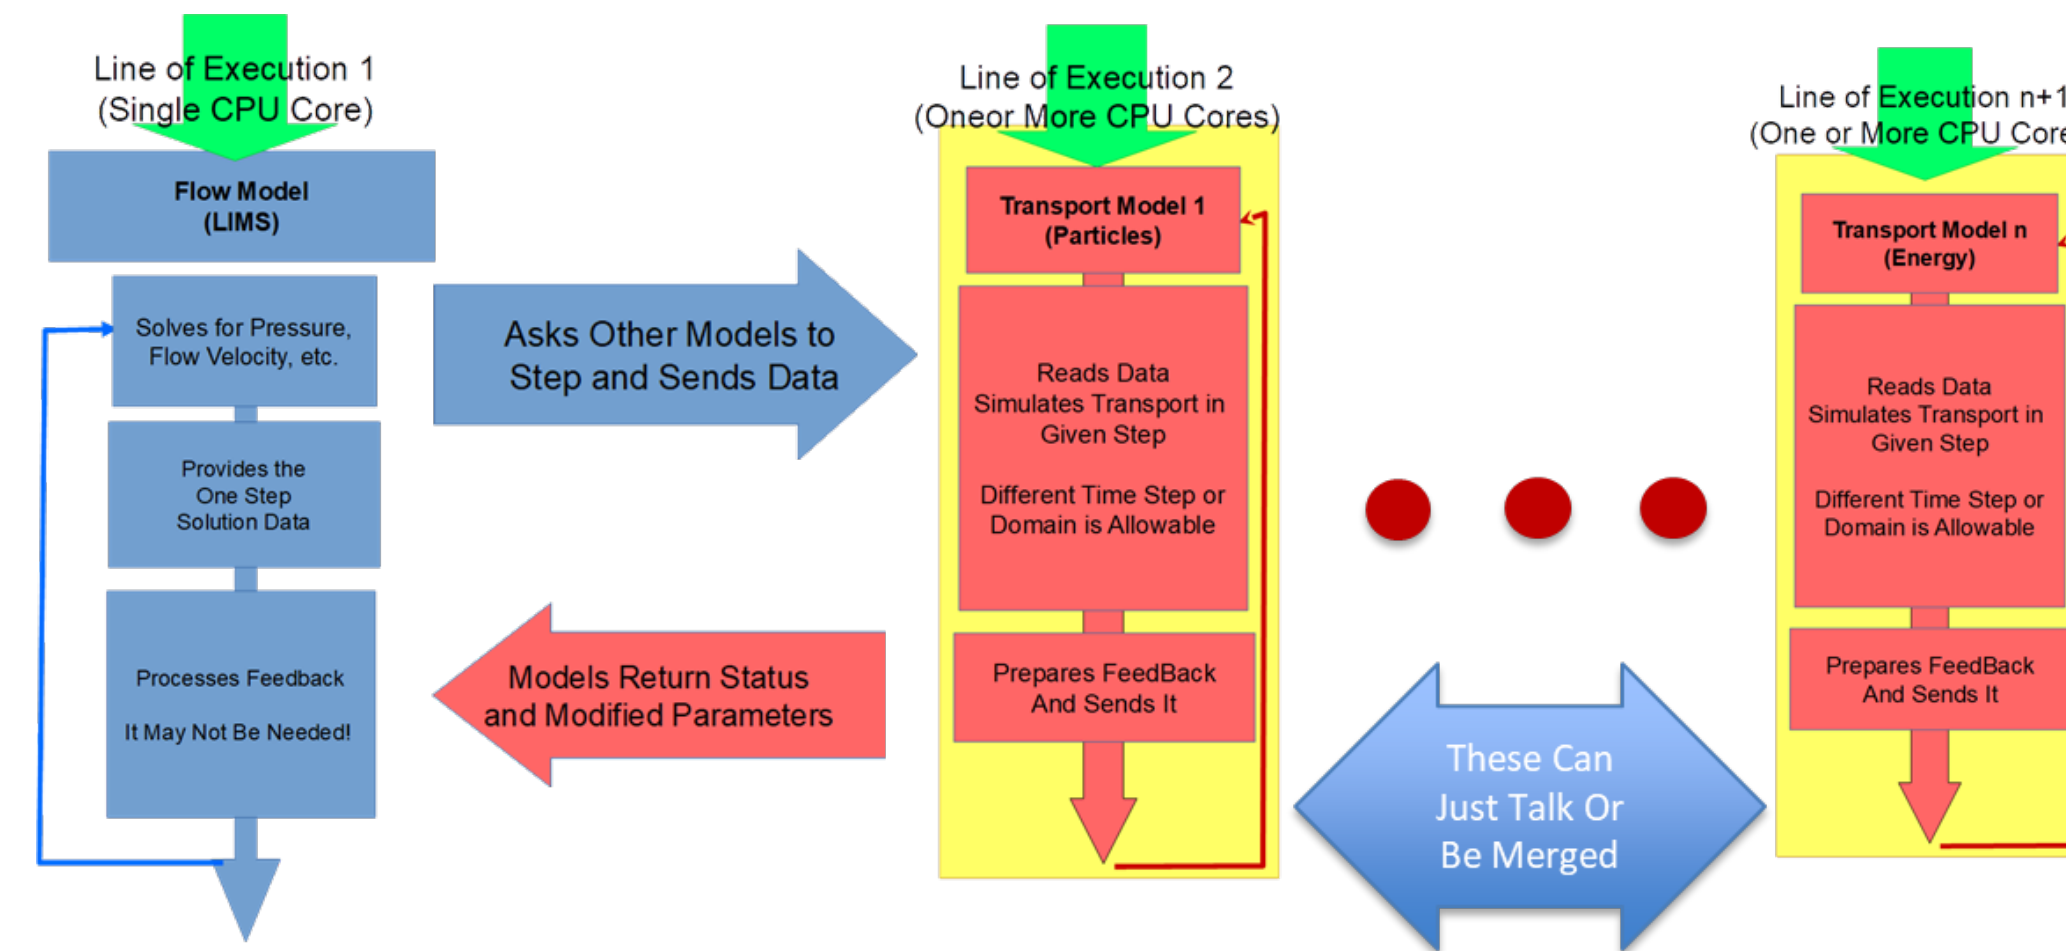 Line of Execution 1
(Single CPU Core)
Flow Model
(LIMS)
Solves for Pressure,
Flow Velocity, etc.
Provides the
One Step
Solution Data
Processes Feedback
It May Not Be Needed!
Asks Other Models to
Step and Sends Data
Models Return Status
and Modified Parameters
Line of Execution 2
(Oneor More CPU Cores)
Transport Model 1
(Particles)
Reads Data
Simulates Transport in
Given Step
Different Time Step or
Domain is Allowable
Prepares FeedBack
And Sends It
These Can
Just Talk Or
Be Merged
Line of Execution n+1
(One or More CPU Core
Transport Model n
(Energy)
Reads Data
Simulates Transport in
Given Step
Different Time Step or
Domain is Allowable
Prepares FeedBack
And Sends It